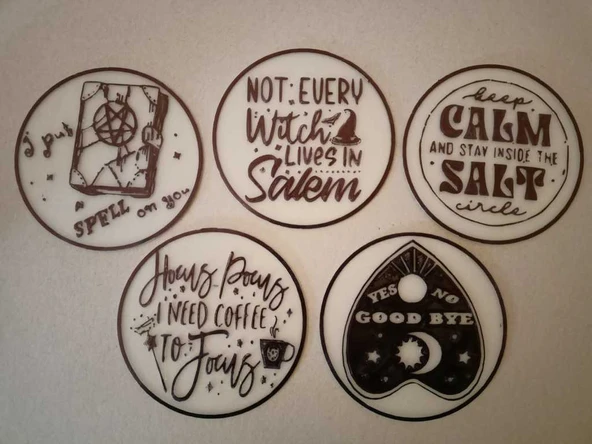 I put
SPELL on you
NOT EVERY
Witch
LIVES IN
Salem
keep
CALM
AND STAY INSIDE THE
SALT
circle
Hocus Pocus
I NEED COFFEE
TO Focus
YES NO
GOOD BYE